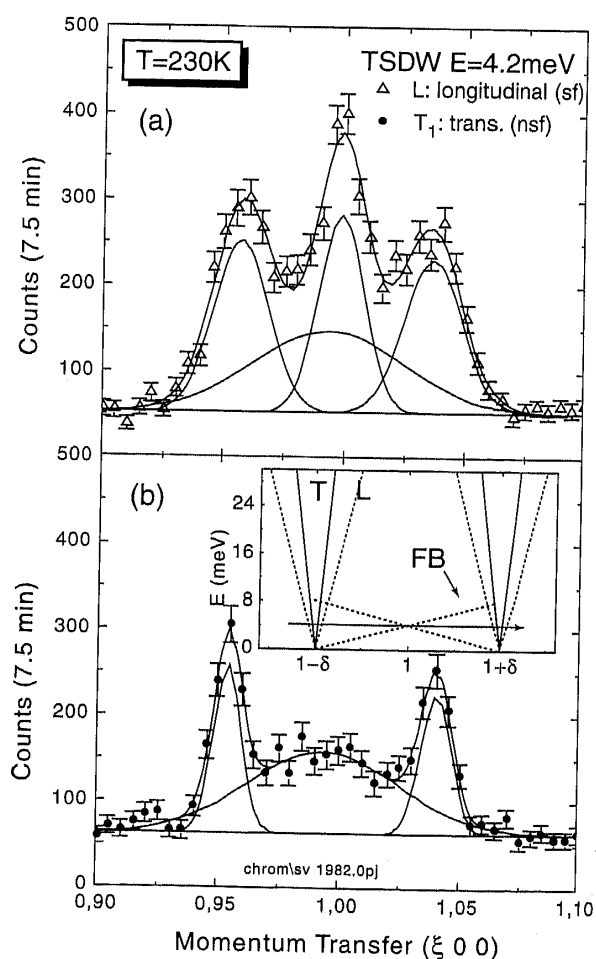 500
T=230K
TSDW E=4.2meV
(a)
△ L: longitudinal (sf)
● T1: trans. (nsf)
400
300
200
100
Counts (7.5 min)
500
(b)
400
300
200
100
0
Counts (7.5 min)
24
16
8
0
E (meV)
T L
FB
1-δ 1 1+δ
chrom\sv 1982.0pj
0,90 0,95 1,00 1,05 1,10
Momentum Transfer (ξ 0 0)